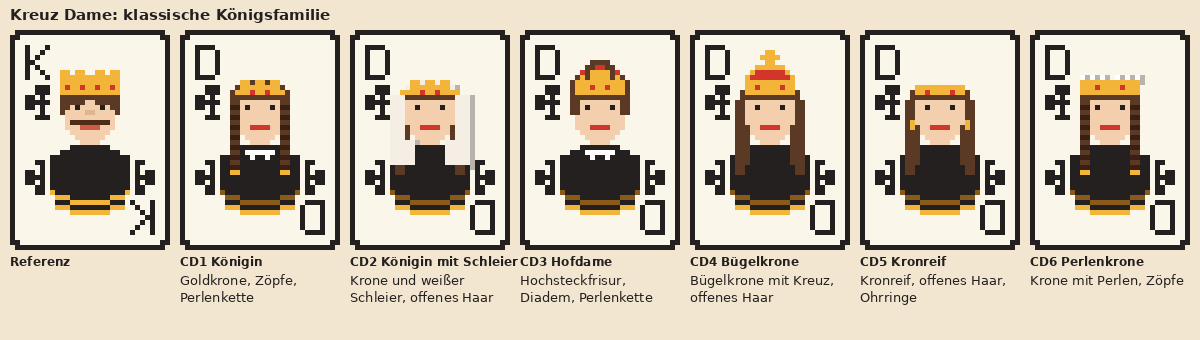 Kreuz Dame: klassische Königsfamilie
K
K
D
D
D
D
D
D
D
D
D
D
D
D
Referenz
CD1 Königin
Goldkrone, Zöpfe,
Perlenkette
CD2 Königin mit Schleier
Krone und weißer
Schleier, offenes Haar
CD3 Hofdame
Hochsteckfrisur,
Diadem, Perlenkette
CD4 Bügelkrone
Bügelkrone mit Kreuz,
offenes Haar
CD5 Kronreif
Kronreif, offenes Haar,
Ohrringe
CD6 Perlenkrone
Krone mit Perlen, Zöpfe